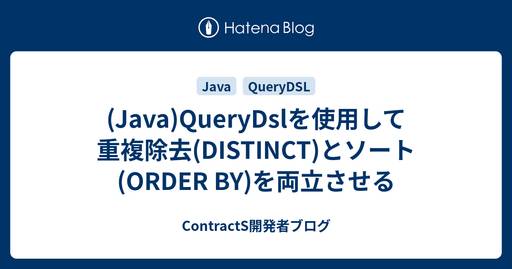 Hatena Blog
Java QueryDSL
(Java)QueryDslを使用して
重複除去(DISTINCT)とソート
(ORDER BY)を両立させる
ContractS開発者ブログ